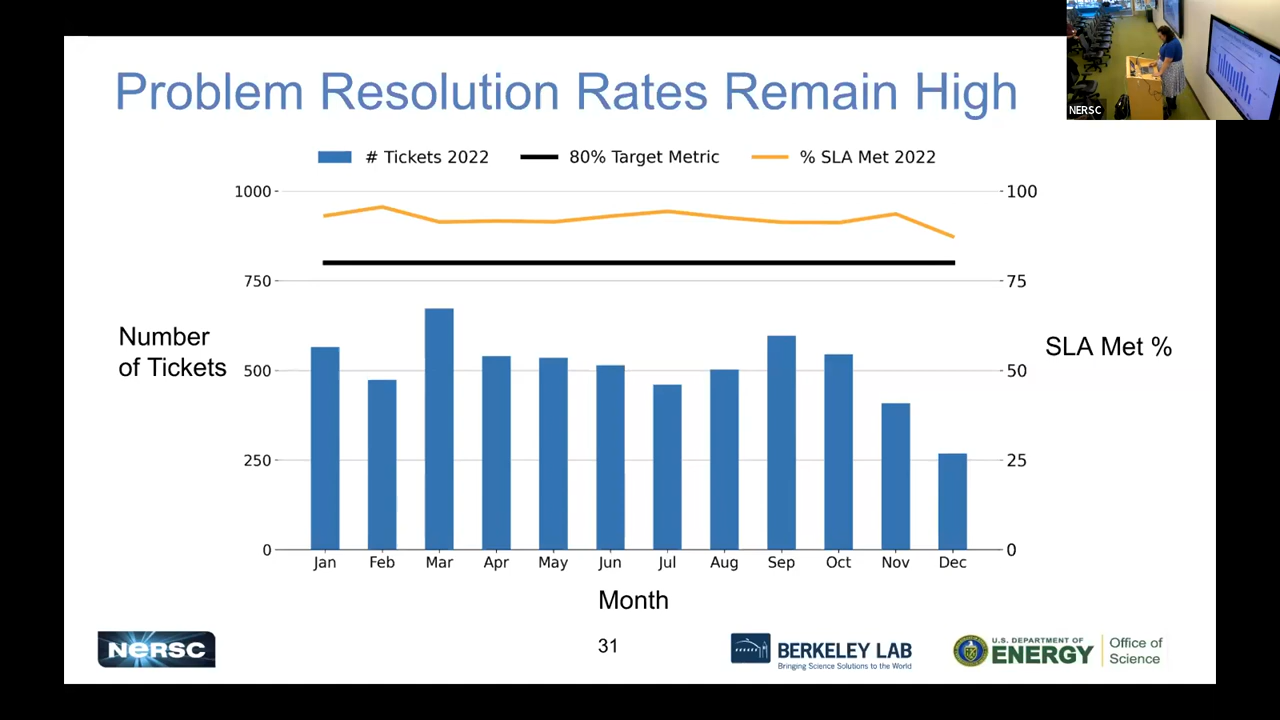 Problem Resolution Rates Remain High
NERSC
# Tickets 2022 80% Target Metric % SLA Met 2022
1000 100
750 75
Number
of Tickets
SLA Met %
500 50
250 25
0 0
Jan Feb Mar Apr May Jun Jul Aug Sep Oct Nov Dec
Month
NERSC
31
BERKELEY LAB
Bringing Science Solutions to the World
U.S. DEPARTMENT OF
ENERGY
Office of
Science